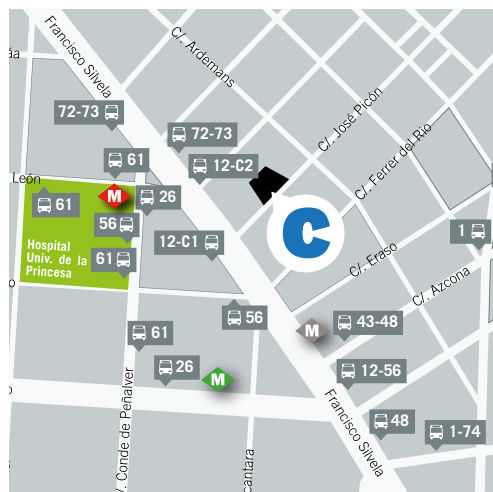 Francisco Silvela
C/. Ardemans
72-73
72-73
C/. José Picón
C/. Ferrer del Rio
61
12-C2
León
M
26
61
56
12-C1
C
1
Hospital
Univ. de la
Princesa
61
C/. Eraso
C/. Azcona
56
M
43-48
61
26
M
12-56
/. Conde de Peñalver
Francisco Silvela
48
1-74
cantara